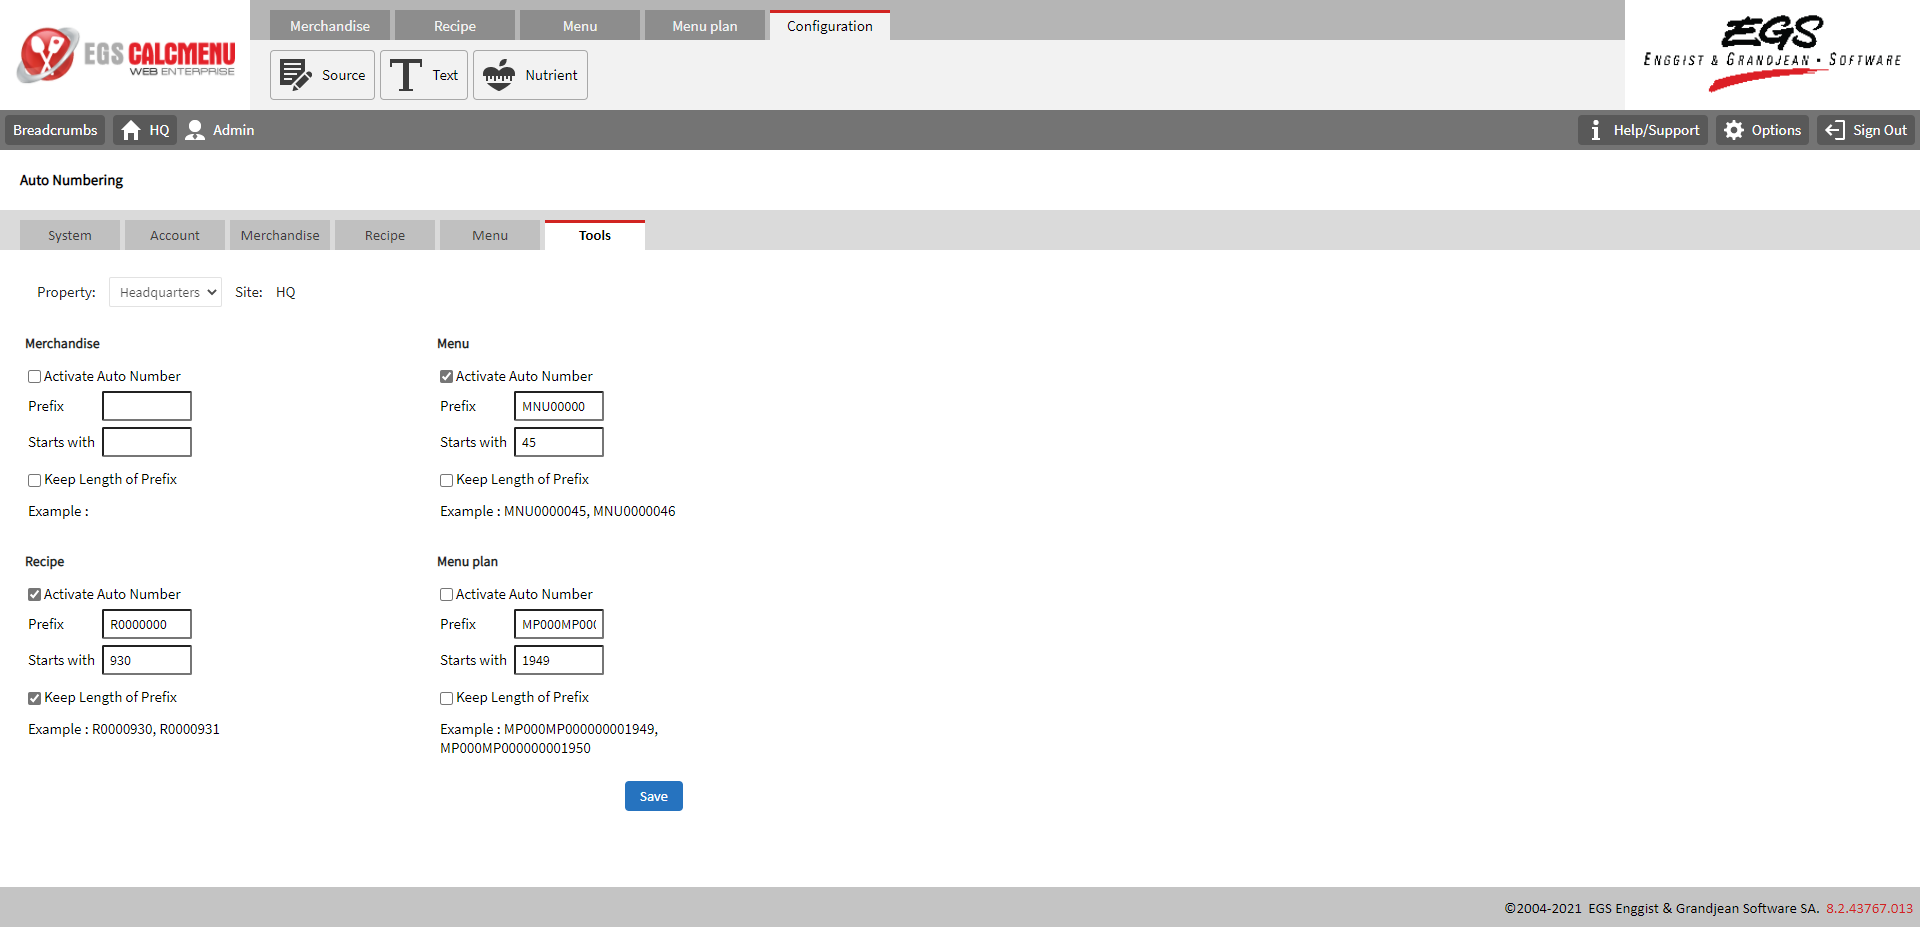 EGS CALCMENU
WEB ENTERPRISE
Merchandise Recipe Menu Menu plan Configuration
Source Text Nutrient
EGS
ENGGIST & GRANDJEAN • SOFTWARE
Breadcrumbs HQ Admin Help/Support Options Sign Out
Auto Numbering
System Account Merchandise Recipe Menu Tools
Property: Headquarters Site: HQ
Merchandise
Activate Auto Number
Prefix
Starts with
Keep Length of Prefix
Example :
Menu
Activate Auto Number
Prefix MNU00000
Starts with 45
Keep Length of Prefix
Example : MNU0000045, MNU0000046
Recipe
Activate Auto Number
Prefix R0000000
Starts with 930
Keep Length of Prefix
Example : R0000930, R0000931
Menu plan
Activate Auto Number
Prefix MP000MP000
Starts with 1949
Keep Length of Prefix
Example : MP000MP000000001949,
MP000MP000000001950
Save
©2004-2021 EGS Enggist & Grandjean Software SA. 8.2.43767.013